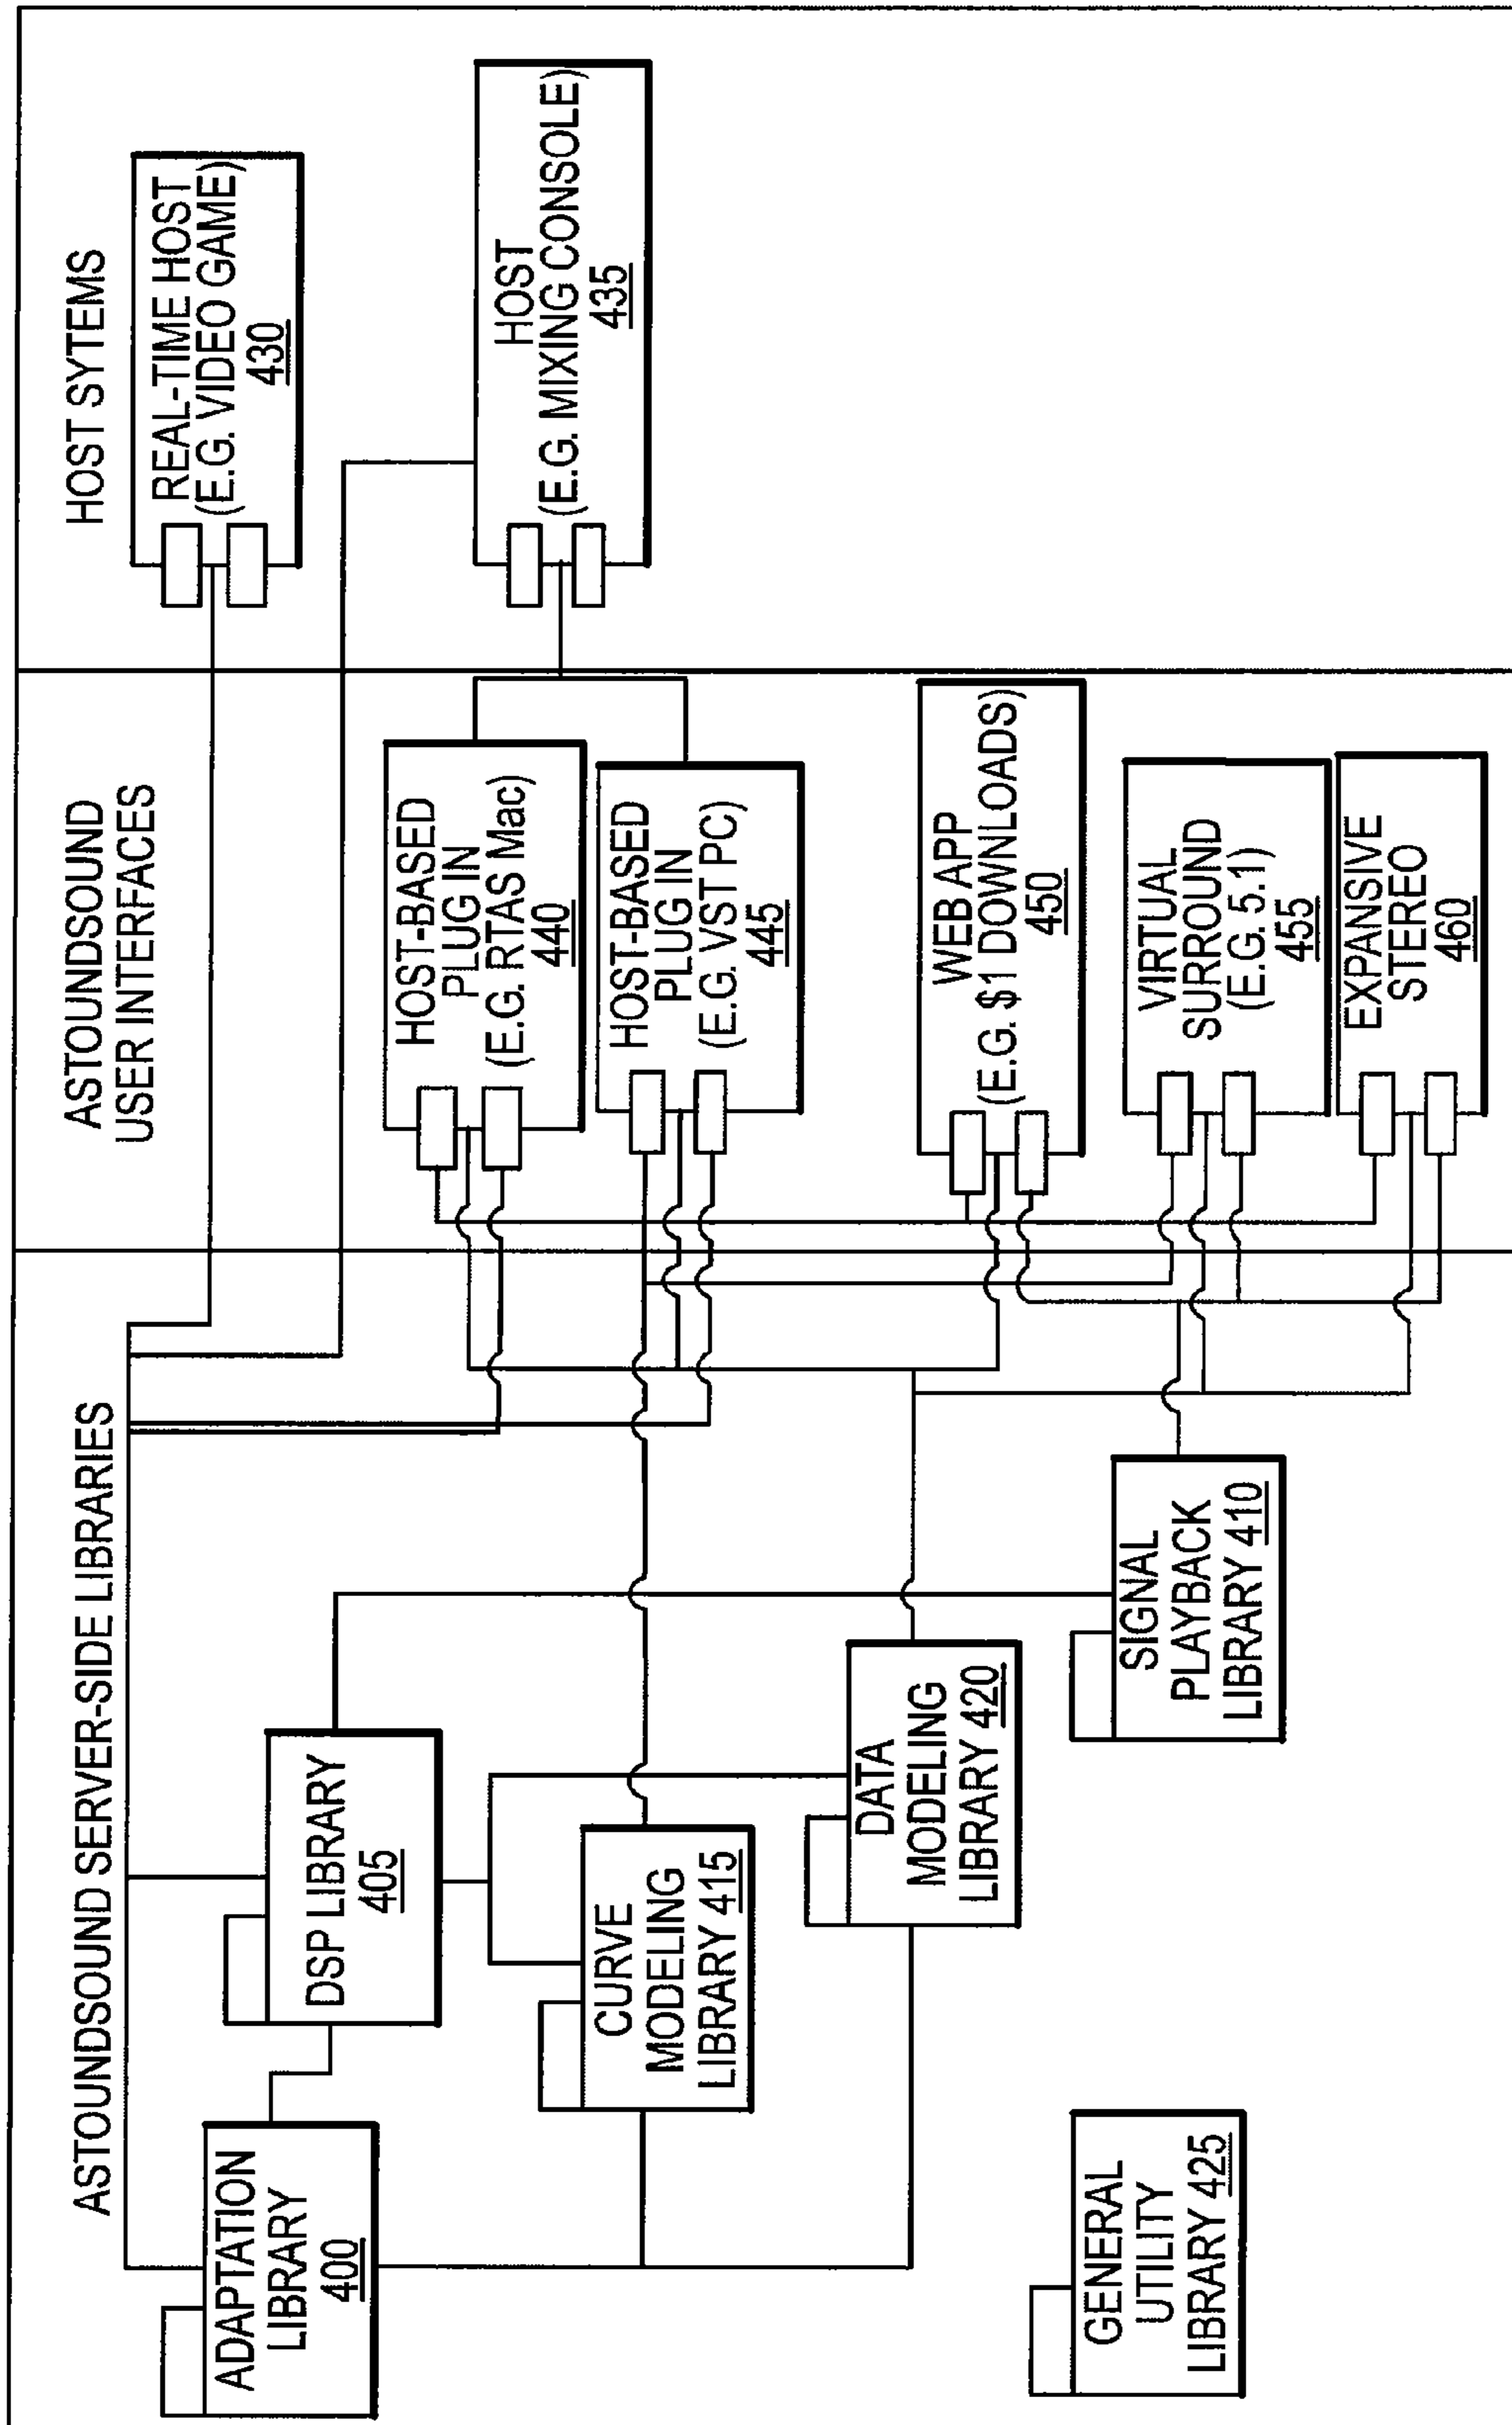 ASTOUNDSOUND SERVER-SIDE LIBRARIES
ADAPTATION
LIBRARY
400
DSP LIBRARY
405
CURVE
MODELING
LIBRARY 415
DATA
MODELING
LIBRARY 420
GENERAL
UTILITY
LIBRARY 425
SIGNAL
PLAYBACK
LIBRARY 410
ASTOUNDSOUND
USER INTERFACES
HOST-BASED
PLUG IN
(E.G. RTAS Mac)
440
HOST-BASED
PLUG IN
(E.G. VST PC)
445
WEB APP
(E.G. $1 DOWNLOADS)
450
VIRTUAL
SURROUND
(E.G. 5.1)
455
EXPANSIVE
STEREO
460
HOST SYTEMS
REAL-TIME HOST
(E.G. VIDEO GAME)
430
HOST
(E.G. MIXING CONSOLE)
435